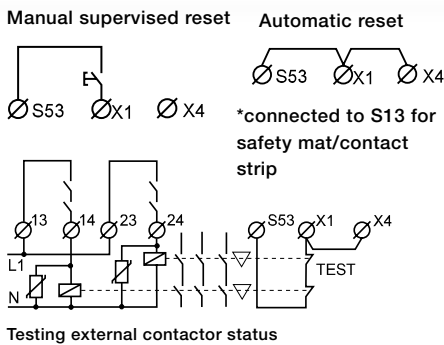 Manual supervised reset
Automatic reset
S53 X1 X4
S53 X1 X4
*connected to S13 for
safety mat/contact
strip
13 14 23 24 S53 X1 X4
L1
TEST
N
Testing external contactor status